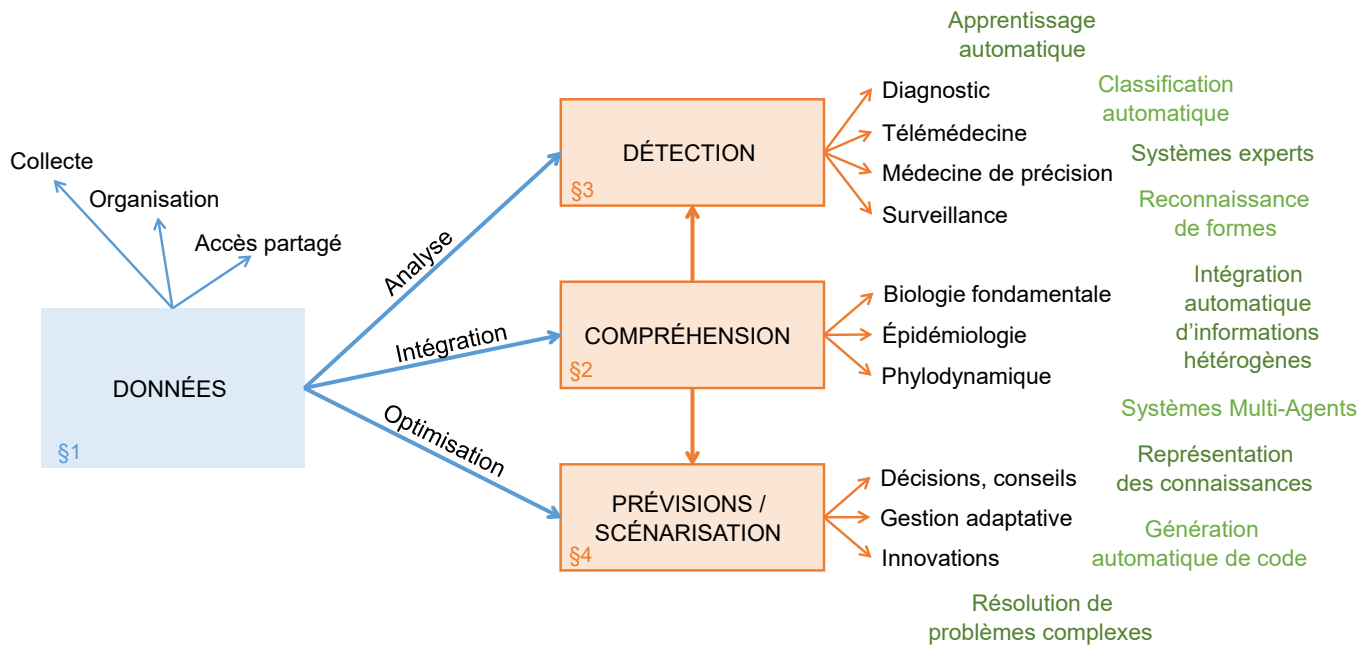 Collecte
Organisation
Accès partagé
DONNÉES
§1
Analyse
Intégration
Optimisation
DÉTECTION
§3
COMPRÉHENSION
§2
PRÉVISIONS /
SCÉNARISATION
§4
Diagnostic
Télémédecine
Médecine de précision
Surveillance
Biologie fondamentale
Épidémiologie
Phylodynamique
Décisions, conseils
Gestion adaptative
Innovations
Apprentissage
automatique
Classification
automatique
Systèmes experts
Reconnaissance
de formes
Intégration
automatique
d’informations
hétérogènes
Systèmes Multi-Agents
Représentation
des connaissances
Génération
automatique de code
Résolution de
problèmes complexes